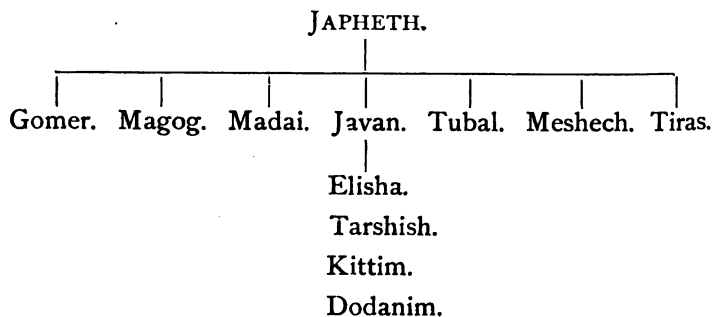 JAPHETH.
Gomer. Magog. Madai. Javan. Tubal. Meshech. Tiras.
Elisha.
Tarshish.
Kittim.
Dodanim.